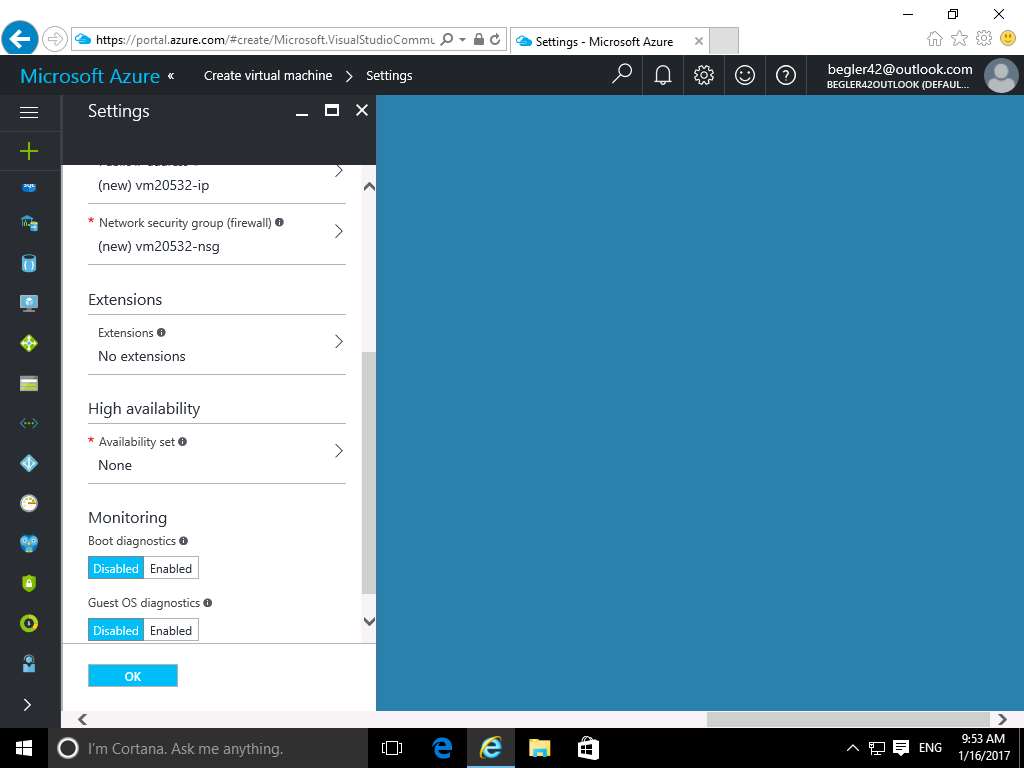 https://portal.azure.com/#create/Microsoft.VisualStudioCommu
Settings - Microsoft Azure
Microsoft Azure «
Create virtual machine
Settings
begler42@outlook.com
BEGLER42OUTLOOK (DEFAUL...
Settings
(new) vm20532-ip
* Network security group (firewall)
(new) vm20532-nsg
Extensions
Extensions
No extensions
High availability
* Availability set
None
Monitoring
Boot diagnostics
Disabled Enabled
Guest OS diagnostics
Disabled Enabled
OK
I'm Cortana. Ask me anything.
ENG
9:53 AM
1/16/2017